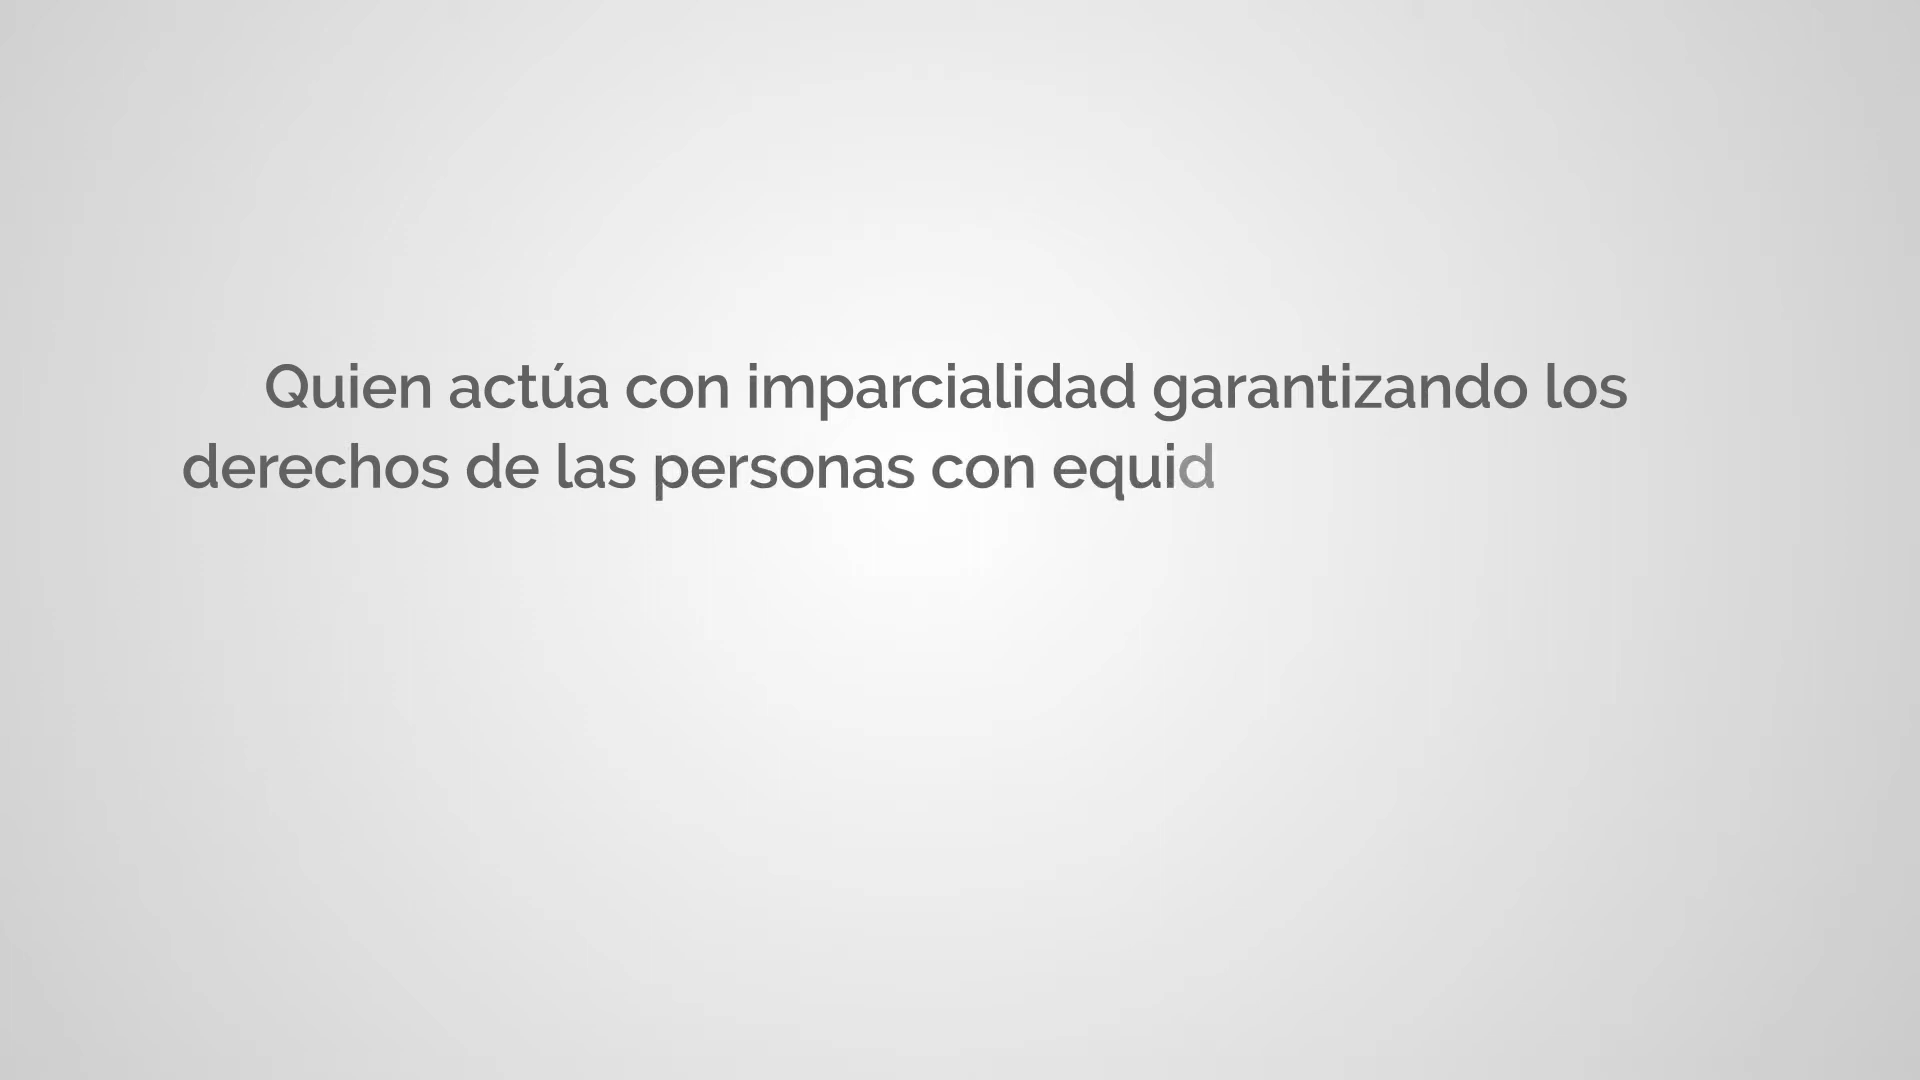 Quien actúa con imparcialidad garantizando los
derechos de las personas con equid